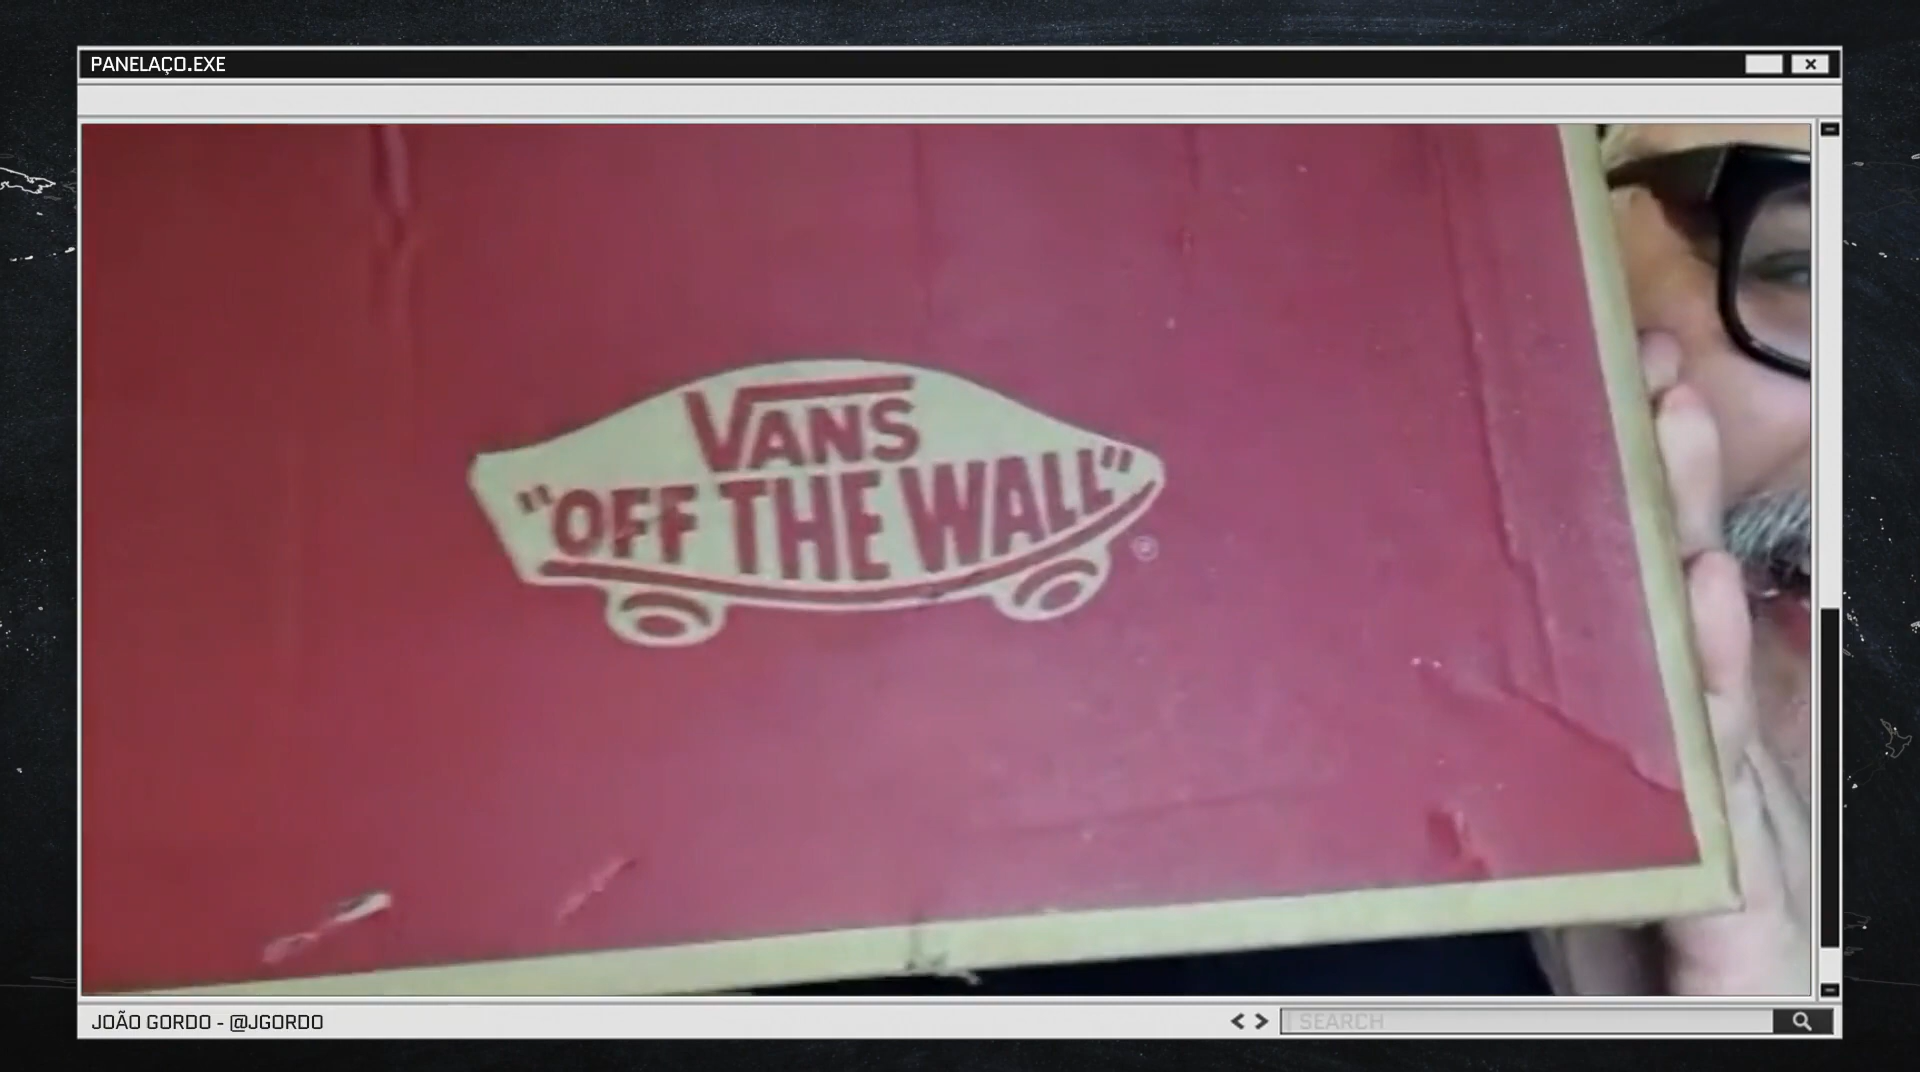 PANELAÇO.EXE
VANS
"OFF THE WALL"
®
JOÃO GORDO - @JGORDO
SEARCH